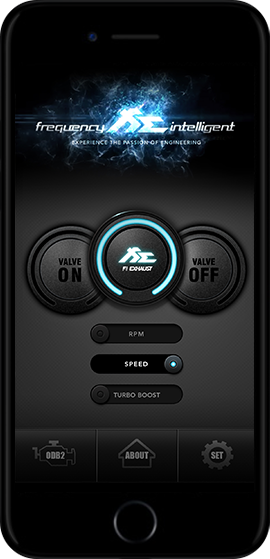 frequency intelligent
EXPERIENCE THE PASSION OF ENGINEERING
VALVE
ON
FI EXHAUST
VALVE
OFF
RPM
SPEED
TURBO BOOST
ODB2
ABOUT
SET